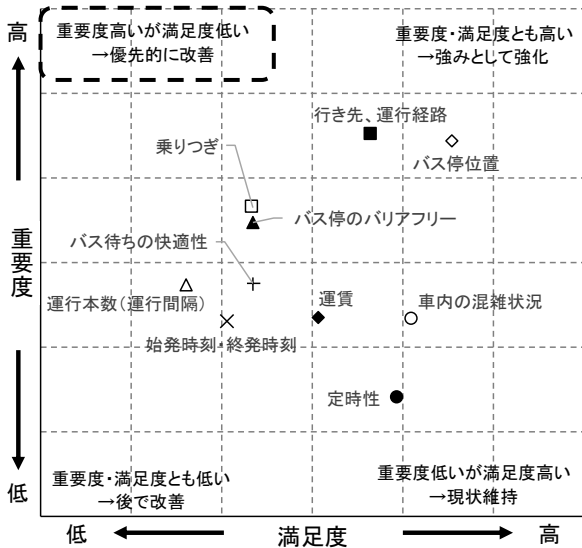 高
重要度高いが満足度低い
→優先的に改善
重要度・満足度とも高い
→強みとして強化
行き先、運行経路
乗りつぎ
バス停位置
バス停のバリアフリー
バス待ちの快適性
重要度
運行本数(運行間隔)
運賃
車内の混雑状況
始発時刻・終発時刻
定時性
重要度・満足度とも低い
→後で改善
重要度低いが満足度高い
→現状維持
低
低
満足度
高